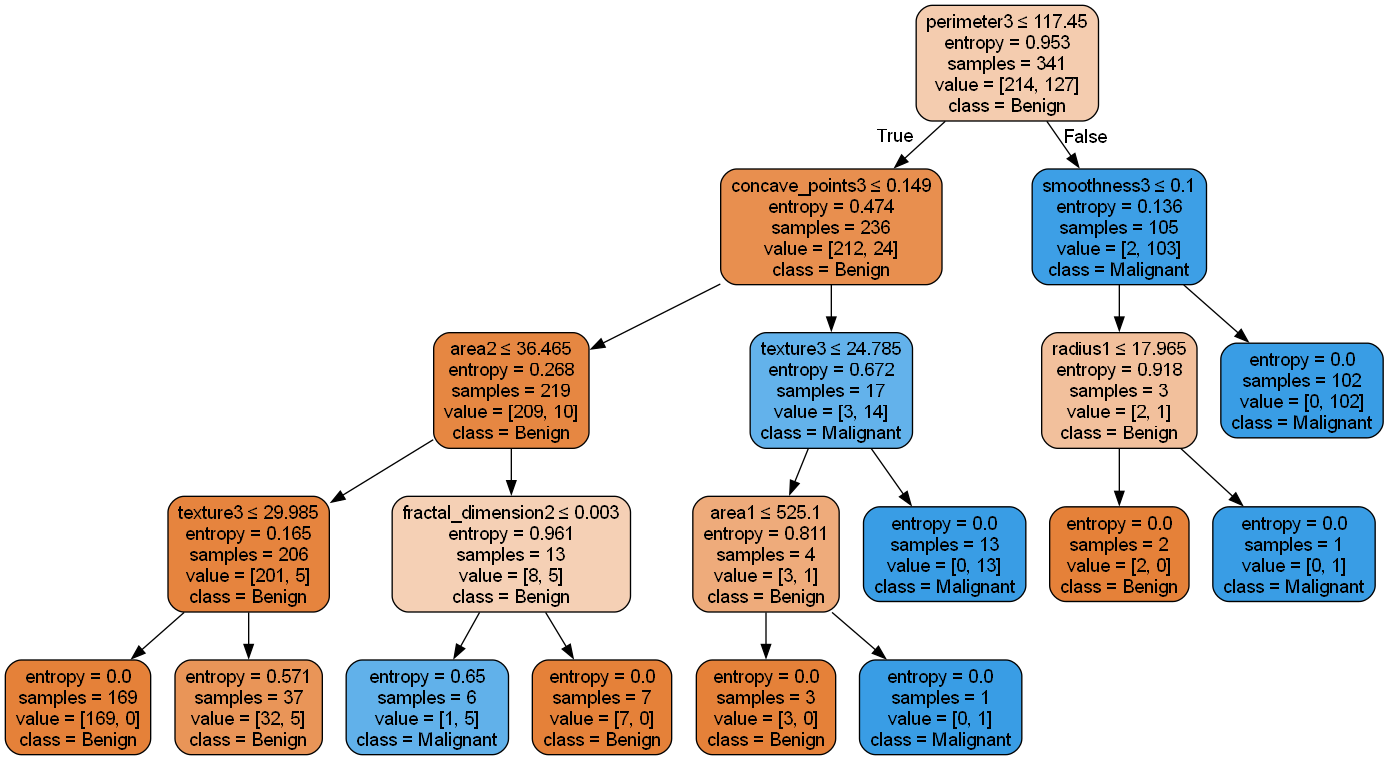 perimeter3 ≤ 117.45
entropy = 0.953
samples = 341
value = [214, 127]
class = Benign
True
False
concave_points3 ≤ 0.149
entropy = 0.474
samples = 236
value = [212, 24]
class = Benign
smoothness3 ≤ 0.1
entropy = 0.136
samples = 105
value = [2, 103]
class = Malignant
area2 ≤ 36.465
entropy = 0.268
samples = 219
value = [209, 10]
class = Benign
texture3 ≤ 24.785
entropy = 0.672
samples = 17
value = [3, 14]
class = Malignant
radius1 ≤ 17.965
entropy = 0.918
samples = 3
value = [2, 1]
class = Benign
entropy = 0.0
samples = 102
value = [0, 102]
class = Malignant
texture3 ≤ 29.985
entropy = 0.165
samples = 206
value = [201, 5]
class = Benign
fractal_dimension2 ≤ 0.003
entropy = 0.961
samples = 13
value = [8, 5]
class = Benign
area1 ≤ 525.1
entropy = 0.811
samples = 4
value = [3, 1]
class = Benign
entropy = 0.0
samples = 13
value = [0, 13]
class = Malignant
entropy = 0.0
samples = 2
value = [2, 0]
class = Benign
entropy = 0.0
samples = 1
value = [0, 1]
class = Malignant
entropy = 0.0
samples = 169
value = [169, 0]
class = Benign
entropy = 0.571
samples = 37
value = [32, 5]
class = Benign
entropy = 0.65
samples = 6
value = [1, 5]
class = Malignant
entropy = 0.0
samples = 7
value = [7, 0]
class = Benign
entropy = 0.0
samples = 3
value = [3, 0]
class = Benign
entropy = 0.0
samples = 1
value = [0, 1]
class = Malignant